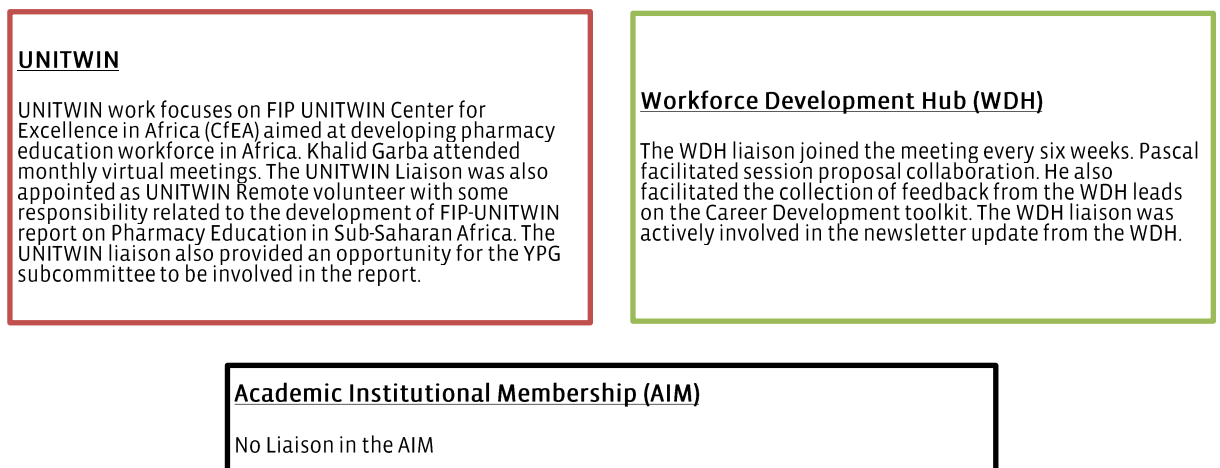 UNITWIN
UNITWIN work focuses on FIP UNITWIN Center for
Excellence in Africa (CfEA) aimed at developing pharmacy
education workforce in Africa. Khalid Garba attended
monthly virtual meetings. The UNITWIN Liaison was also
appointed as UNITWIN Remote volunteer with some
responsibility related to the development of FIP-UNITWIN
report on Pharmacy Education in Sub-Saharan Africa. The
UNITWIN liaison also provided an opportunity for the YPG
subcommittee to be involved in the report.
Workforce Development Hub (WDH)
The WDH liaison joined the meeting every six weeks. Pascal
facilitated session proposal collaboration. He also
facilitated the collection of feedback from the WDH leads
on the Career Development toolkit. The WDH liaison was
actively involved in the newsletter update from the WDH.
Academic Institutional Membership (AIM)
No Liaison in the AIM